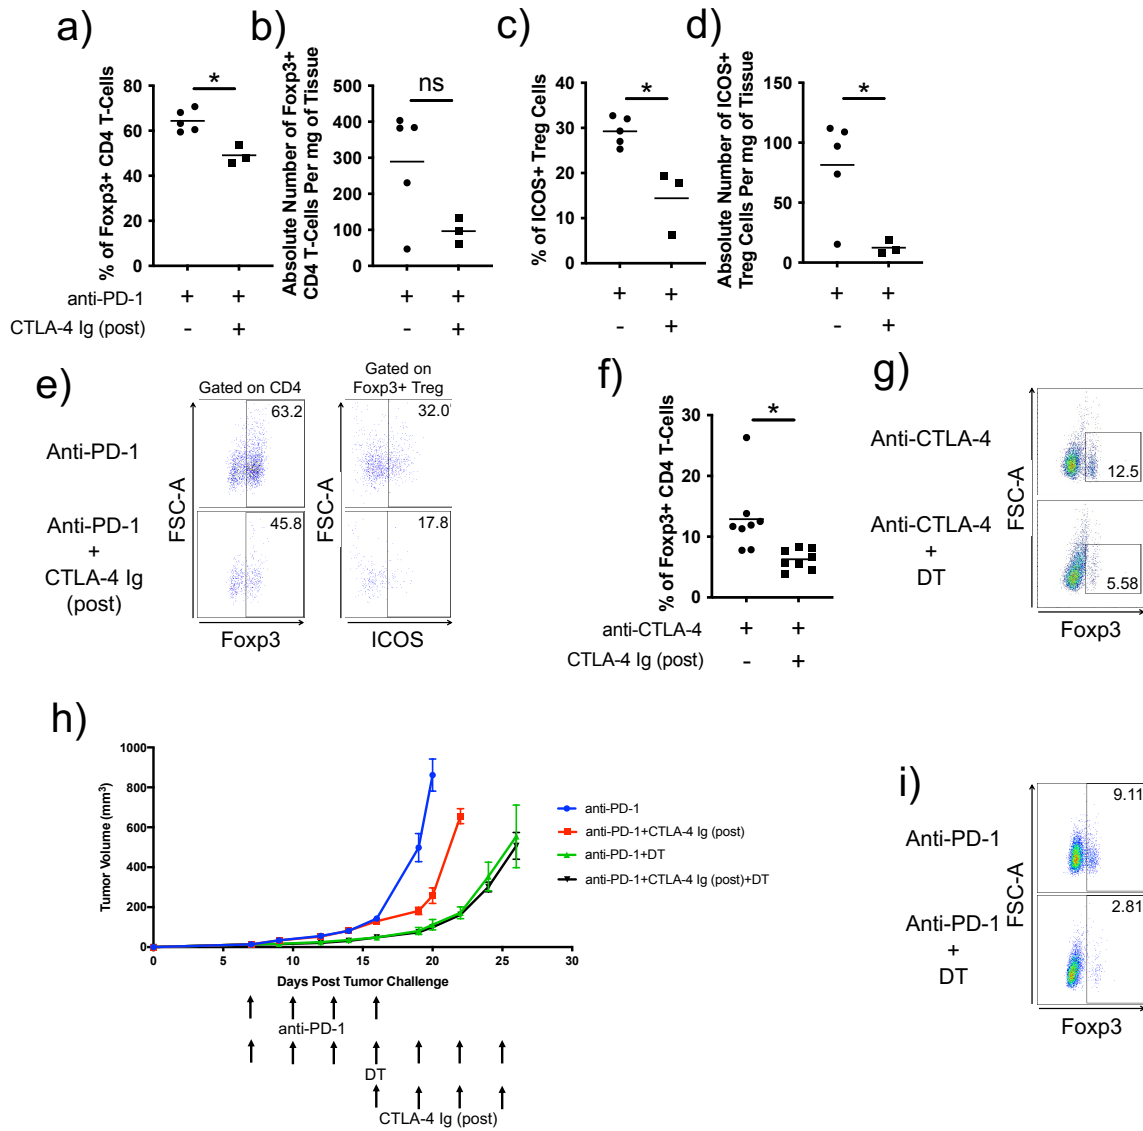 a)
b)
c)
d)
% of Foxp3+ CD4 T-Cells
80
60
40
20
0
*
Absolute Number of Foxp3+
CD4 T-Cells Per mg of Tissue
500
400
300
200
100
0
ns
% of ICOS+ Treg Cells
40
30
20
10
0
*
Absolute Number of ICOS+
Treg Cells Per mg of Tissue
150
100
50
0
*
anti-PD-1 + + + + + + + +
CTLA-4 Ig (post) - + - + - + - +
e)
Gated on CD4
Gated on
Foxp3+ Treg
Anti-PD-1
63.2
32.0
Anti-PD-1
+
CTLA-4 Ig
(post)
45.8
17.8
FSC-A
FSC-A
Foxp3
ICOS
f)
% of Foxp3+ CD4 T-Cells
30
20
10
0
*
anti-CTLA-4 + +
CTLA-4 Ig (post) - +
g)
Anti-CTLA-4
12.5
Anti-CTLA-4
+
DT
5.58
FSC-A
Foxp3
h)
Tumor Volume (mm³)
1000
800
600
400
200
0
0 5 10 15 20 25 30
Days Post Tumor Challenge
anti-PD-1
anti-PD-1+CTLA-4 Ig (post)
anti-PD-1+DT
anti-PD-1+CTLA-4 Ig (post)+DT
anti-PD-1
DT
CTLA-4 Ig (post)
i)
Anti-PD-1
9.11
Anti-PD-1
+
DT
2.81
FSC-A
Foxp3